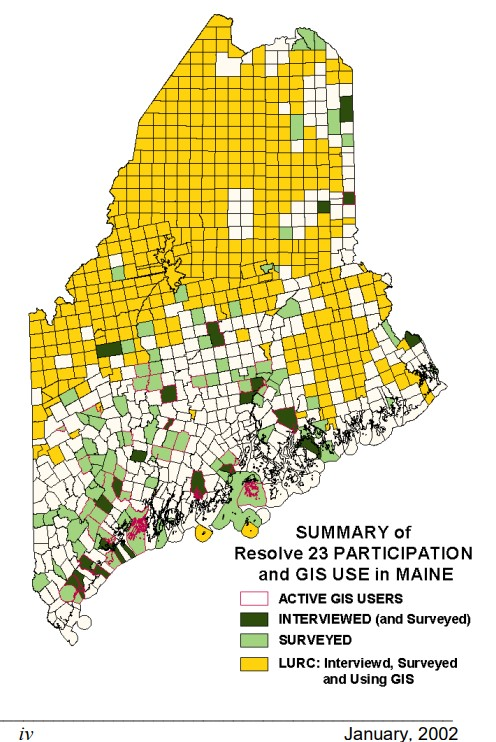 SUMMARY of
Resolve 23 PARTICIPATION
and GIS USE in MAINE
ACTIVE GIS USERS
INTERVIEWED (and Surveyed)
SURVEYED
LURC: Interviewd, Surveyed
and Using GIS
iv January, 2002